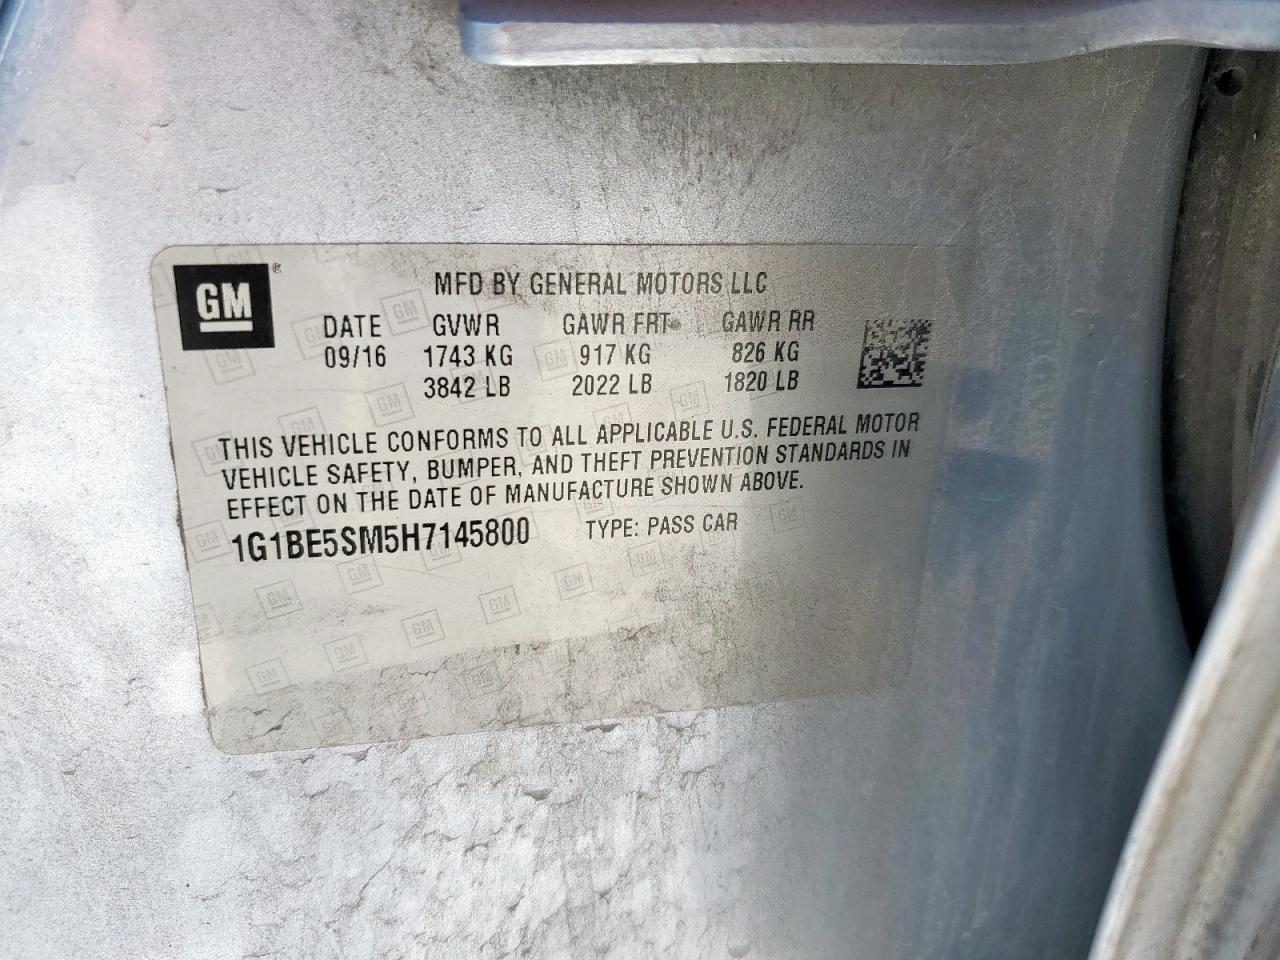 GM
MFD BY GENERAL MOTORS LLC
DATE GVWR GAWR FRT GAWR RR
09/16 1743 KG 917 KG 826 KG
3842 LB 2022 LB 1820 LB
THIS VEHICLE CONFORMS TO ALL APPLICABLE U.S. FEDERAL MOTOR
VEHICLE SAFETY, BUMPER, AND THEFT PREVENTION STANDARDS IN
EFFECT ON THE DATE OF MANUFACTURE SHOWN ABOVE.
1G1BE5SM5H7145800 TYPE: PASS CAR